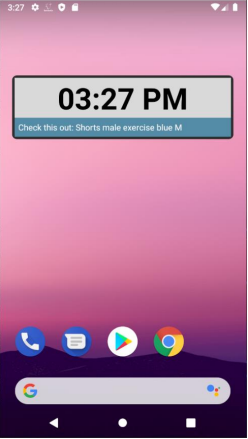 3:27
03:27 PM
Check this out: Shorts male exercise blue M